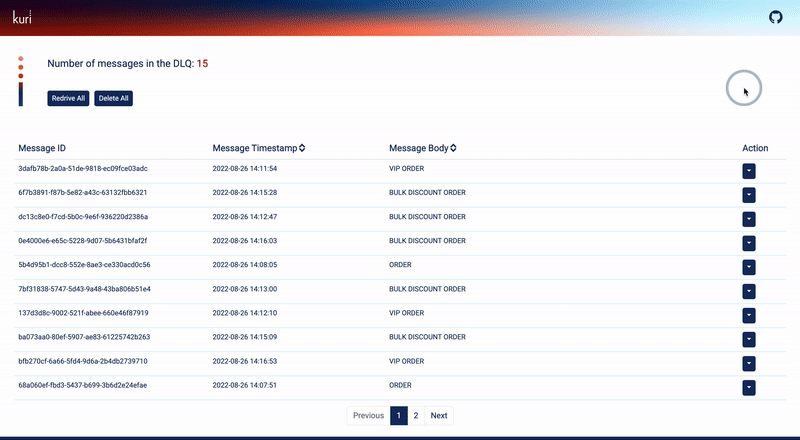 kuri
Number of messages in the DLQ: 15
Redrive All Delete All
Message ID Message Timestamp Message Body Action
3dafb78b-2a0a-51de-9818-ec09fce03adc 2022-08-26 14:11:54 VIP ORDER
6f7b3891-f87b-5e82-a43c-63132fbb6321 2022-08-26 14:15:28 BULK DISCOUNT ORDER
dc13c8e0-f7cd-5b0c-9e6f-936220d2386a 2022-08-26 14:12:47 BULK DISCOUNT ORDER
0e4000e6-e65c-5228-9d07-5b6431bfaf2f 2022-08-26 14:16:03 BULK DISCOUNT ORDER
5b4d95b1-dcc8-552e-8ae3-ce330acd0c56 2022-08-26 14:08:05 ORDER
7bf31838-5747-5d43-9a48-43ba806b51e4 2022-08-26 14:13:00 BULK DISCOUNT ORDER
137d3d8c-9002-521f-abee-660e46f87919 2022-08-26 14:12:10 VIP ORDER
ba073aa0-80ef-5907-ae83-61225742b263 2022-08-26 14:15:09 BULK DISCOUNT ORDER
bfb270cf-6a66-5fd4-9d6a-2b4db2739710 2022-08-26 14:16:53 VIP ORDER
68a060ef-fbd3-5437-b699-3b6d2e24efae 2022-08-26 14:07:51 ORDER
Previous 1 2 Next